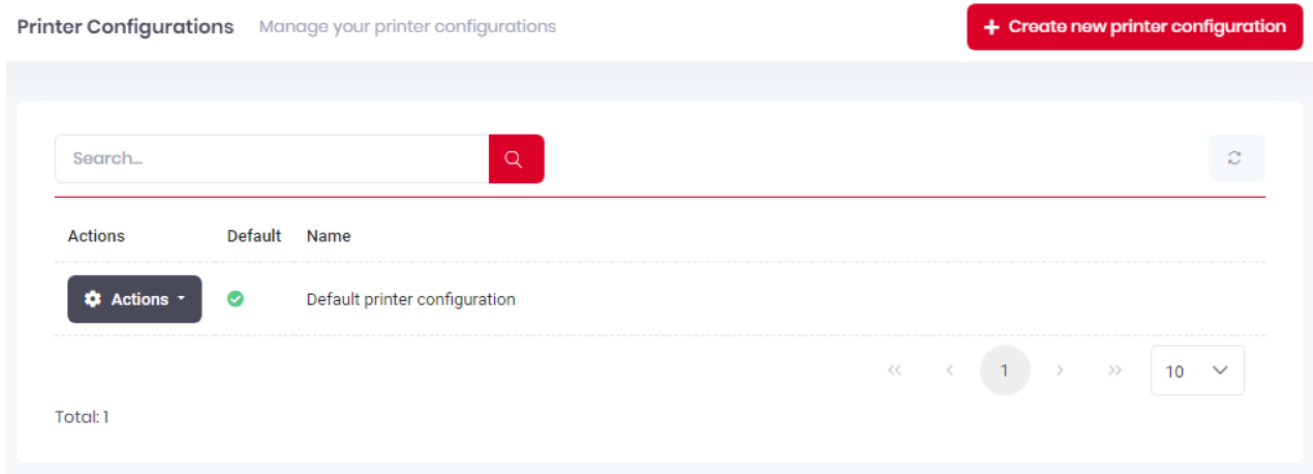 Printer Configurations Manage your printer configurations + Create new printer configuration
Search...
Actions Default Name
Actions Default printer configuration
<< < 1 > >> 10
Total: 1